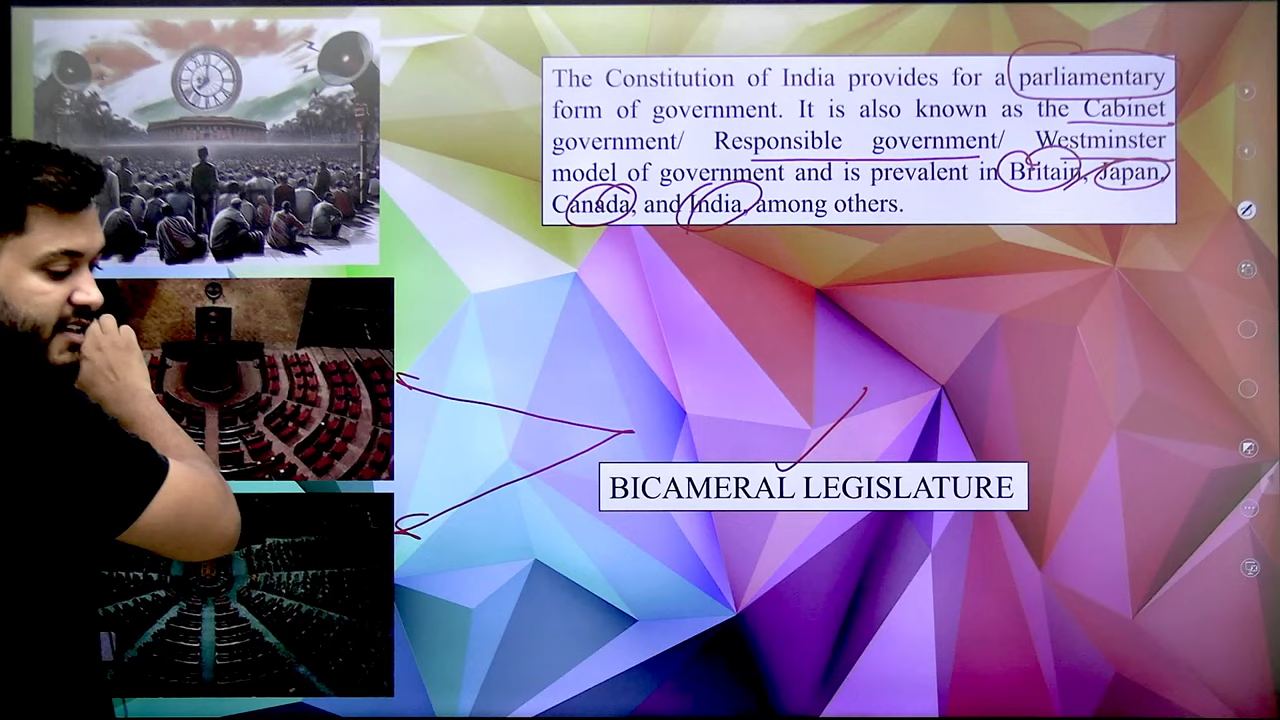 The Constitution of India provides for a parliamentary
form of government. It is also known as the Cabinet
government/ Responsible government/ Westminster
model of government and is prevalent in Britain, Japan,
Canada, and India, among others.
BICAMERAL LEGISLATURE